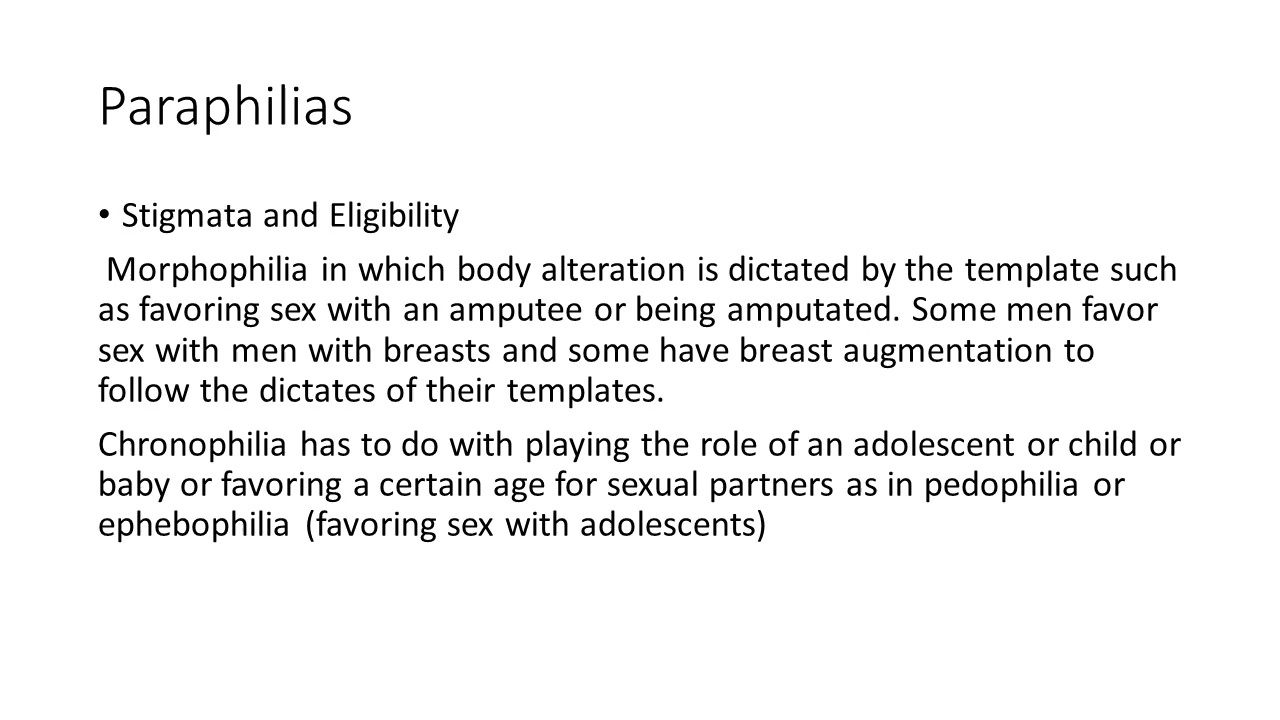 Paraphilias
• Stigmata and Eligibility
Morphophilia in which body alteration is dictated by the template such
as favoring sex with an amputee or being amputated. Some men favor
sex with men with breasts and some have breast augmentation to
follow the dictates of their templates.
Chronophilia has to do with playing the role of an adolescent or child or
baby or favoring a certain age for sexual partners as in pedophilia or
ephebophilia (favoring sex with adolescents)